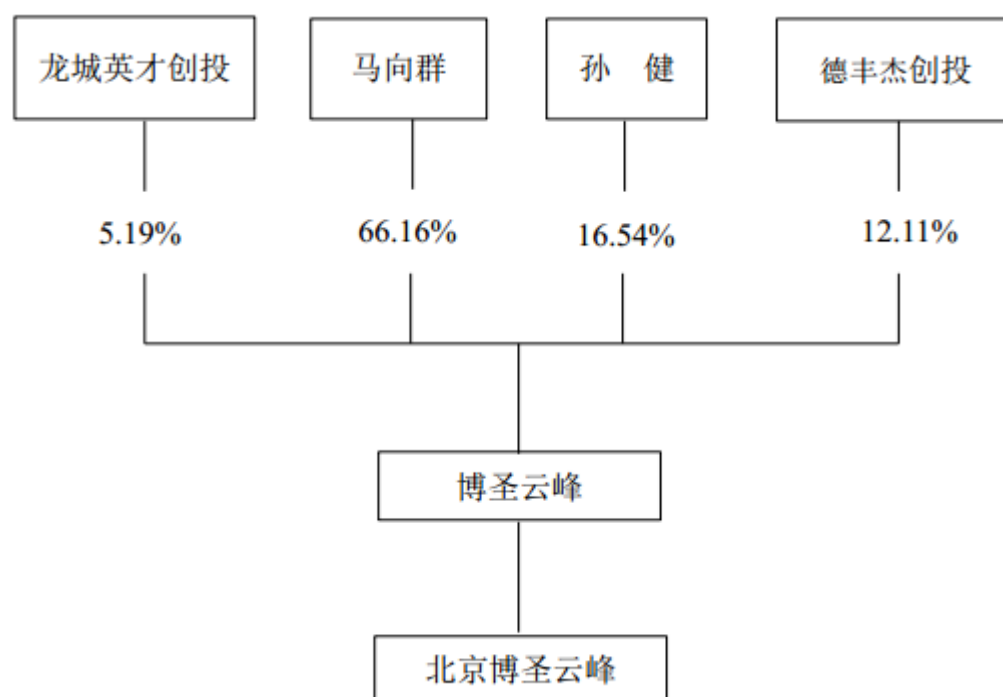 龙城英才创投
马向群
孙 健
德丰杰创投
5.19%
66.16%
16.54%
12.11%
博圣云峰
北京博圣云峰